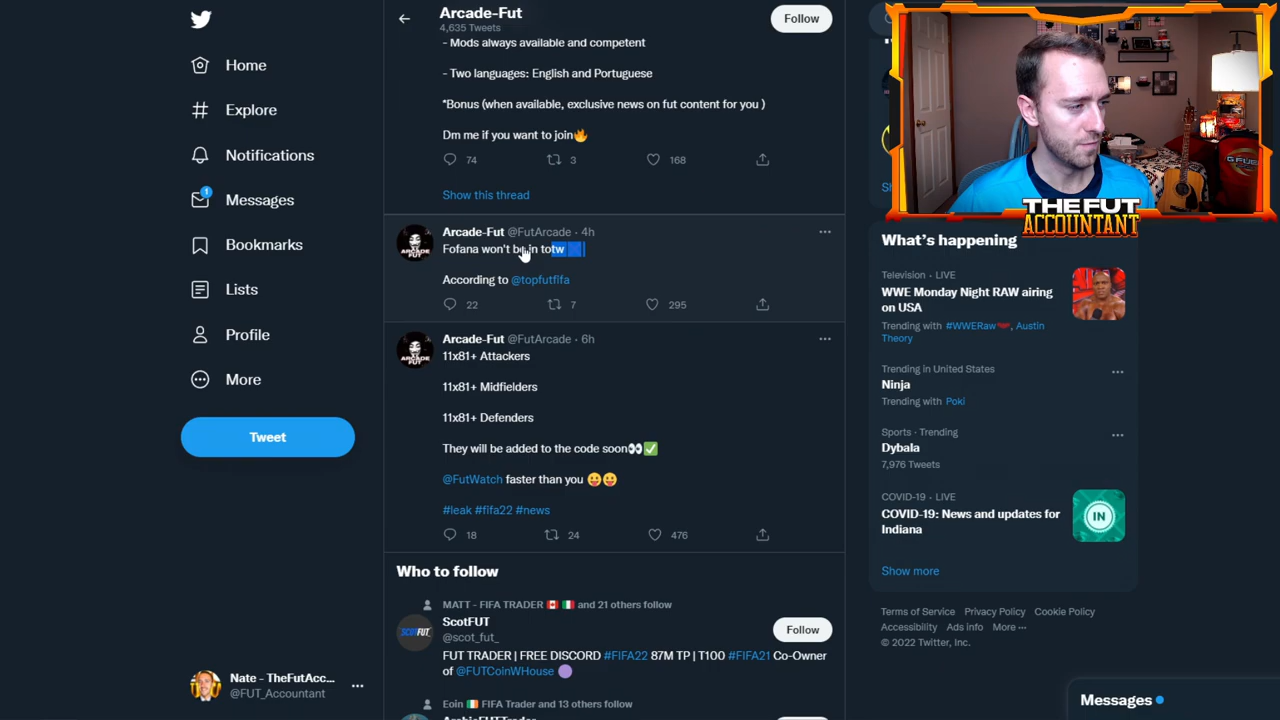 Home
Explore
Notifications
1
Messages
Bookmarks
Lists
Profile
More
Tweet
Nate - TheFutAcc...
@FUT_Accountant
Arcade-Fut
4,635 Tweets
Follow
- Mods always available and competent
- Two languages: English and Portuguese
*Bonus (when available, exclusive news on fut content for you )
Dm me if you want to join🔥
74 3 168
Show this thread
Arcade-Fut @FutArcade · 4h
Fofana won't be in totw
According to @topfutfifa
22 7 295
Arcade-Fut @FutArcade · 6h
11x81+ Attackers
11x81+ Midfielders
11x81+ Defenders
They will be added to the code soon👀✅
@FutWatch faster than you 😛😛
#leak #fifa22 #news
18 24 476
Who to follow
MATT - FIFA TRADER 🇨🇦 🇮🇹 and 21 others follow
ScotFUT
@scot_fut_
Follow
FUT TRADER | FREE DISCORD #FIFA22 87M TP | T100 #FIFA21 Co-Owner
of @FUTCoinWHouse 🟣
Eoin 🇮🇪 FIFA Trader and 13 others follow
THE FUT
ACCOUNTANT
G FUEL
What's happening
Television · LIVE
WWE Monday Night RAW airing
on USA
Trending with #WWERaw, Austin
Theory
Trending in United States
Ninja
Trending with Poki
Sports · Trending
Dybala
7,976 Tweets
COVID-19 · LIVE
COVID-19: News and updates for
Indiana
IN
Show more
Terms of Service Privacy Policy Cookie Policy
Accessibility Ads info More ···
© 2022 Twitter, Inc.
Messages